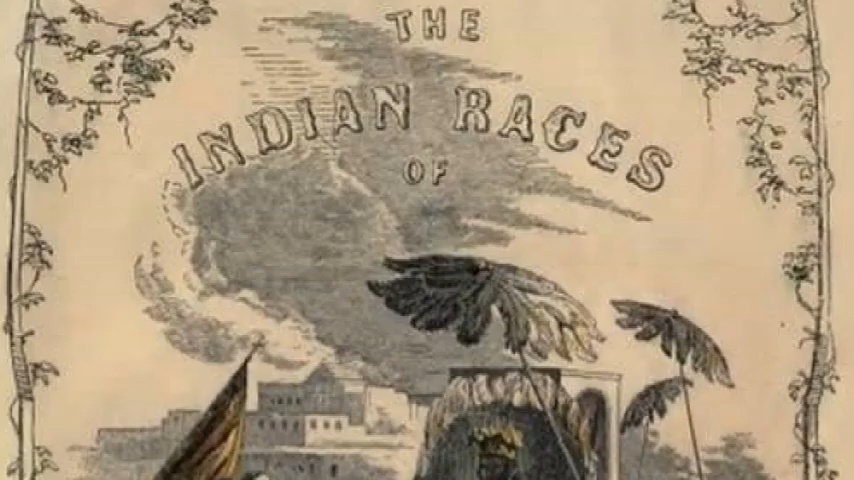 THE
INDIAN RACES
OF